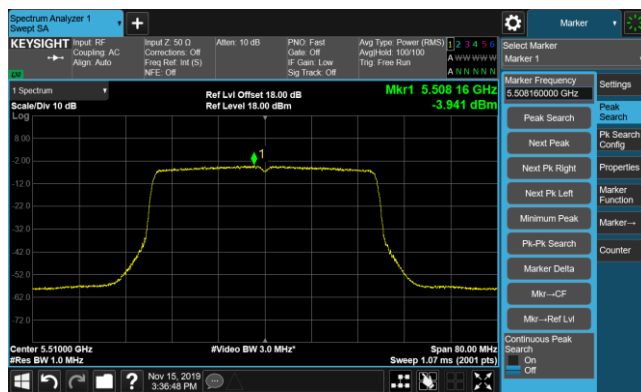 Spectrum Analyzer 1
Swept SA
Marker
KEYSIGHT
Input: RF
Coupling: AC
Align: Auto
Input Z: 50 Ω
Corrections: Off
Freq Ref: Int (S)
NFE: Off
Atten: 10 dB
PNO: Fast
Gate: Off
IF Gain: Low
Sig Track: Off
Avg Type: Power (RMS)
Avg|Hold: 100/100
Trig: Free Run
1 2 3 4 5 6
A W W W W W
A N N N N N
Select Marker
Marker 1
1 Spectrum
Scale/Div 10 dB
Log
Ref Lvl Offset 18.00 dB
Ref Level 18.00 dBm
Mkr1 5.508 16 GHz
-3.941 dBm
1
8.00
-2.00
-12.0
-22.0
-32.0
-42.0
-52.0
-62.0
-72.0
Center 5.51000 GHz
#Res BW 1.0 MHz
#Video BW 3.0 MHz*
Span 80.00 MHz
Sweep 1.07 ms (2001 pts)
Marker Frequency
5.508160000 GHz
Peak Search
Next Peak
Next Pk Right
Next Pk Left
Minimum Peak
Pk-Pk Search
Marker Delta
Mkr→CF
Mkr→Ref Lvl
Continuous Peak
Search
On
Off
Settings
Peak
Search
Pk Search
Config
Properties
Marker
Function
Marker→
Counter
Nov 15, 2019
3:36:48 PM